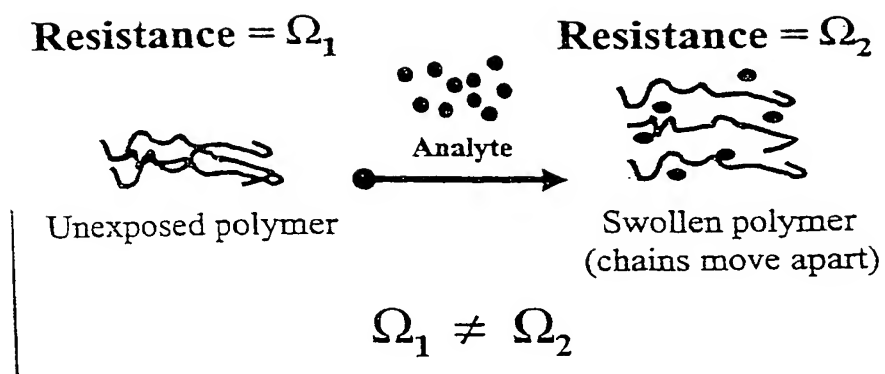 Resistance = Ω₁
Resistance = Ω₂
Analyte
Unexposed polymer
Swollen polymer
(chains move apart)
Ω₁ ≠ Ω₂